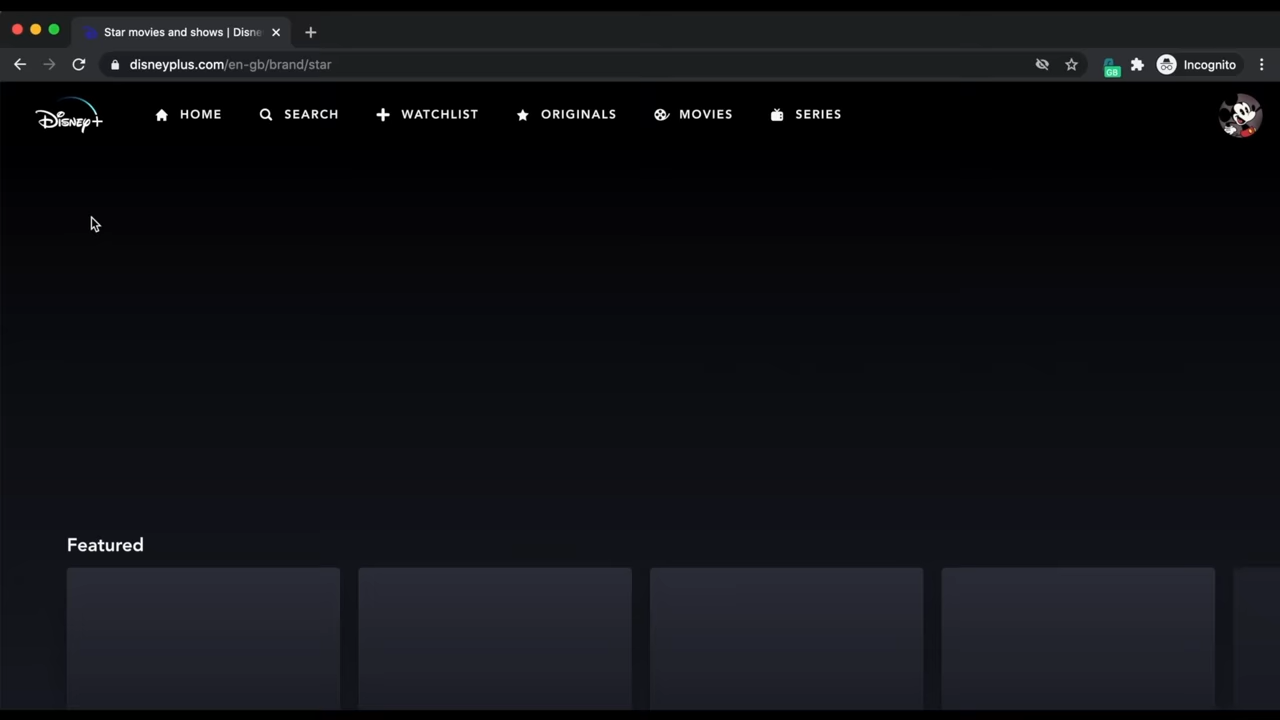 Star movies and shows | Disne
disneyplus.com/en-gb/brand/star
GB
Incognito
Disney+
HOME
SEARCH
WATCHLIST
ORIGINALS
MOVIES
SERIES
Featured